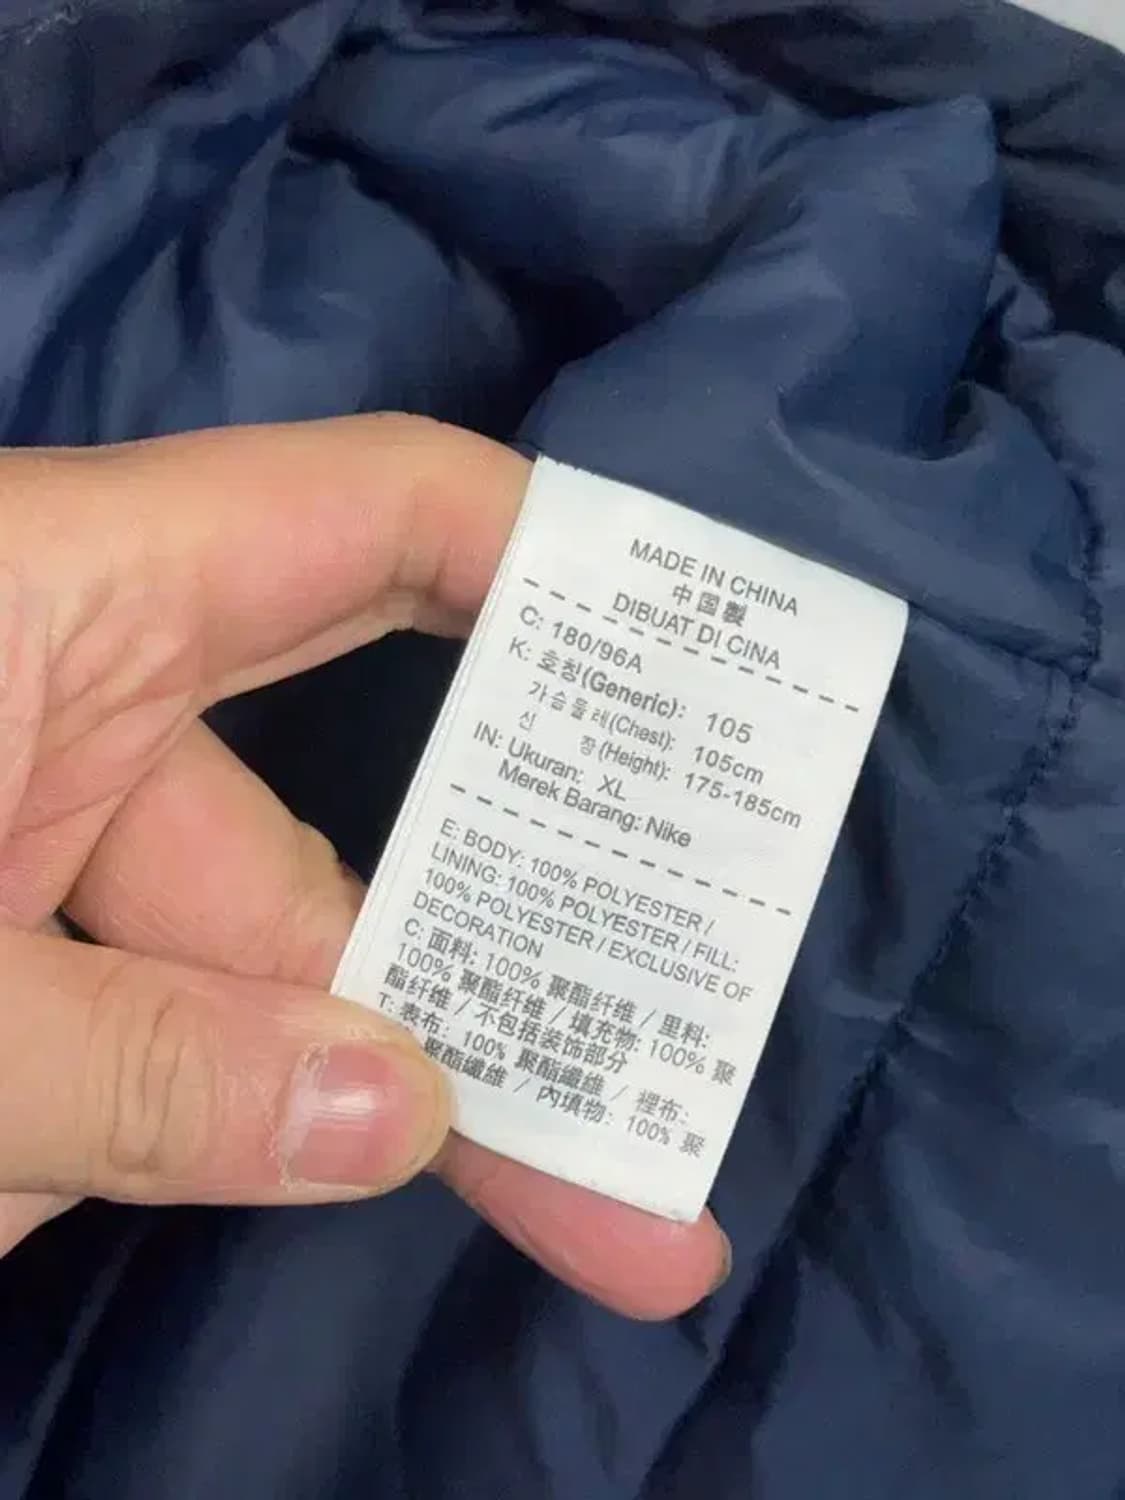 MADE IN CHINA
中国製
DIBUAT DI CINA
C: 180/96A
K: 호칭(Generic): 105
가슴둘레(Chest): 105cm
신 장(Height): 175-185cm
IN: Ukuran: XL
Merek Barang: Nike
E: BODY: 100% POLYESTER /
LINING: 100% POLYESTER / FILL:
100% POLYESTER / EXCLUSIVE OF
DECORATION
C: 面料: 100% 聚酯纤维 / 里料:
100% 聚酯纤维 / 填充物: 100% 聚
酯纤维 / 不包括装饰部分
T: 表布: 100% 聚酯纖維 / 裡布:
聚酯纖維 / 內填物: 100% 聚